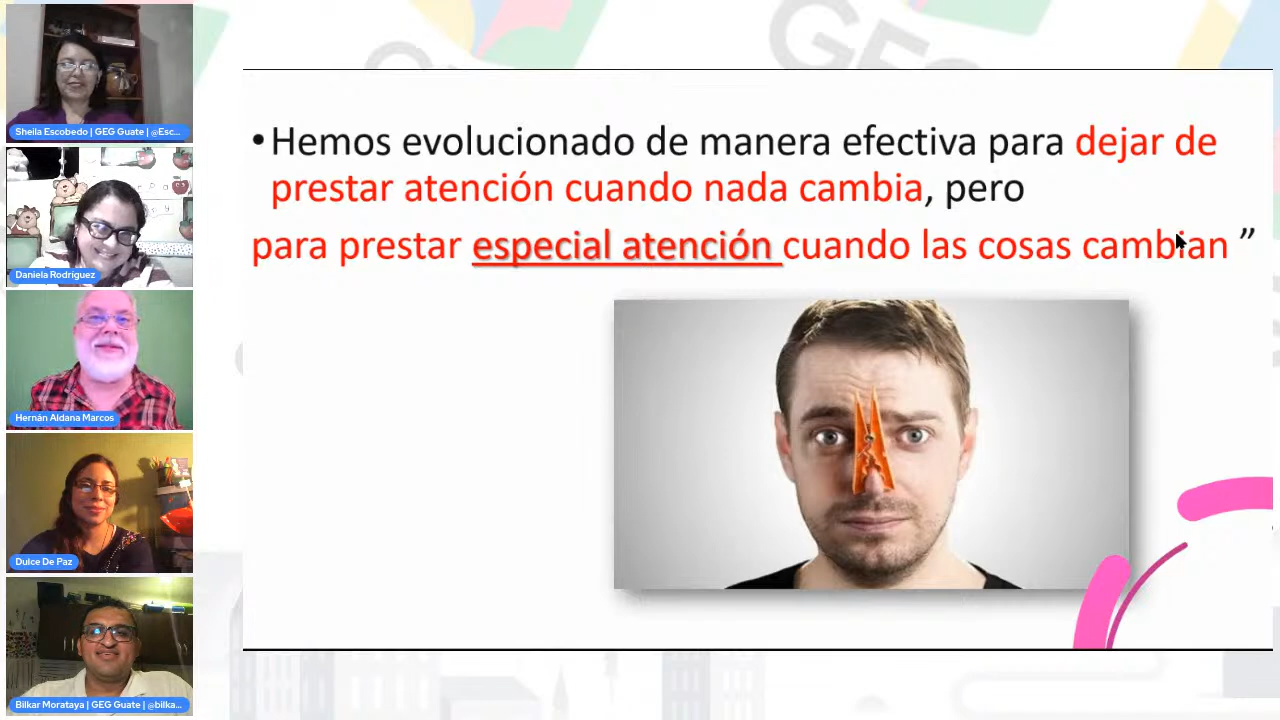 Sheila Escobedo | GEG Guate | @Esc...
Daniela Rodríguez
Hernán Aldana Marcos
Dulce De Paz
Bilkar Morataya | GEG Guate | @bilka...
GEG
•Hemos evolucionado de manera efectiva para dejar de
prestar atención cuando nada cambia, pero
para prestar especial atención cuando las cosas cambian ”